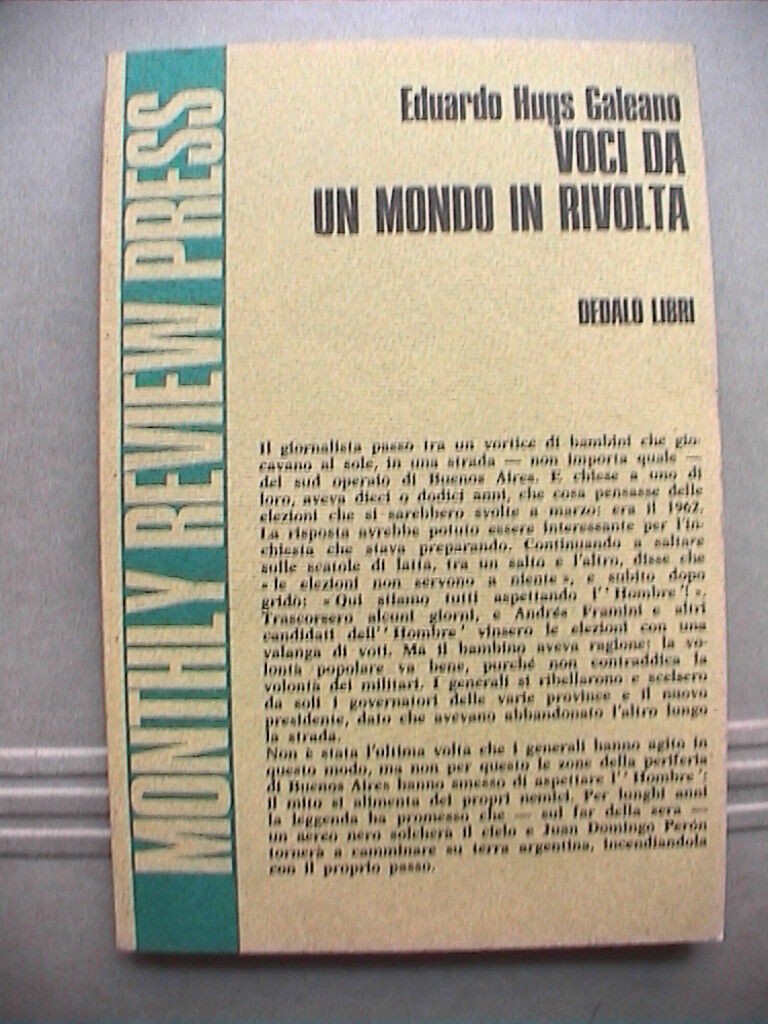 MONTHLY REVIEW PRESS
Eduardo Hugs Galeano
VOCI DA
UN MONDO IN RIVOLTA
DEDALO LIBRI
Il giornalista passò tra un vortice di bambini che gio-
cavano al sole, in una strada — non importa quale —
del sud operaio di Buenos Aires. E chiese a uno di
loro, aveva dieci o dodici anni, che cosa pensasse delle
elezioni che si sarebbero svolte a marzo: era il 1962.
La risposta avrebbe potuto essere interessante per l'in-
chiesta che stava preparando. Continuando a saltare
sulle scatole di latta, tra un salto e l'altro, disse che
«le elezioni non servono a niente», e subito dopo
gridò: «Qui stiamo tutti aspettando l''Hombre'!».
Trascorsero alcuni giorni, e Andrés Framini e altri
candidati dell''Hombre' vinsero le elezioni con una
valanga di voti. Ma il bambino aveva ragione: la vo-
lontà popolare va bene, purché non contraddica la
volontà dei militari. I generali si ribellarono e scelsero
da soli i governatori delle varie province e il nuovo
presidente, dato che avevano abbandonato l'altro lungo
la strada.
Non è stata l'oltima volta che i generali hanno agito in
questo modo, ma non per questo le zone della periferia
di Buenos Aires hanno smesso di aspettare l''Hombre':
il mito si alimenta dei propri nemici. Per lunghi anni
la leggenda ha promesso che — sul far della sera —
un aereo nero solcherà il cielo e Juan Domingo Perón
tornerà a camminare su terra argentina, incendiandola
con il proprio passo.